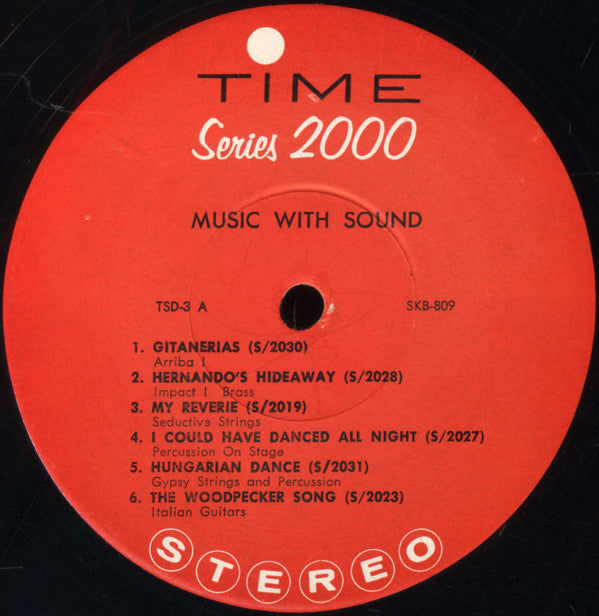 TIME
Series 2000
MUSIC WITH SOUND
TSD-3 A SKB-809
1. GITANERIAS (S/2030)
Arriba !
2. HERNANDO'S HIDEAWAY (S/2028)
Impact ! Brass
3. MY REVERIE (S/2019)
Seductive Strings
4. I COULD HAVE DANCED ALL NIGHT (S/2027)
Percussion On Stage
5. HUNGARIAN DANCE (S/2031)
Gypsy Strings and Percussion
6. THE WOODPECKER SONG (S/2023)
Italian Guitars
STEREO